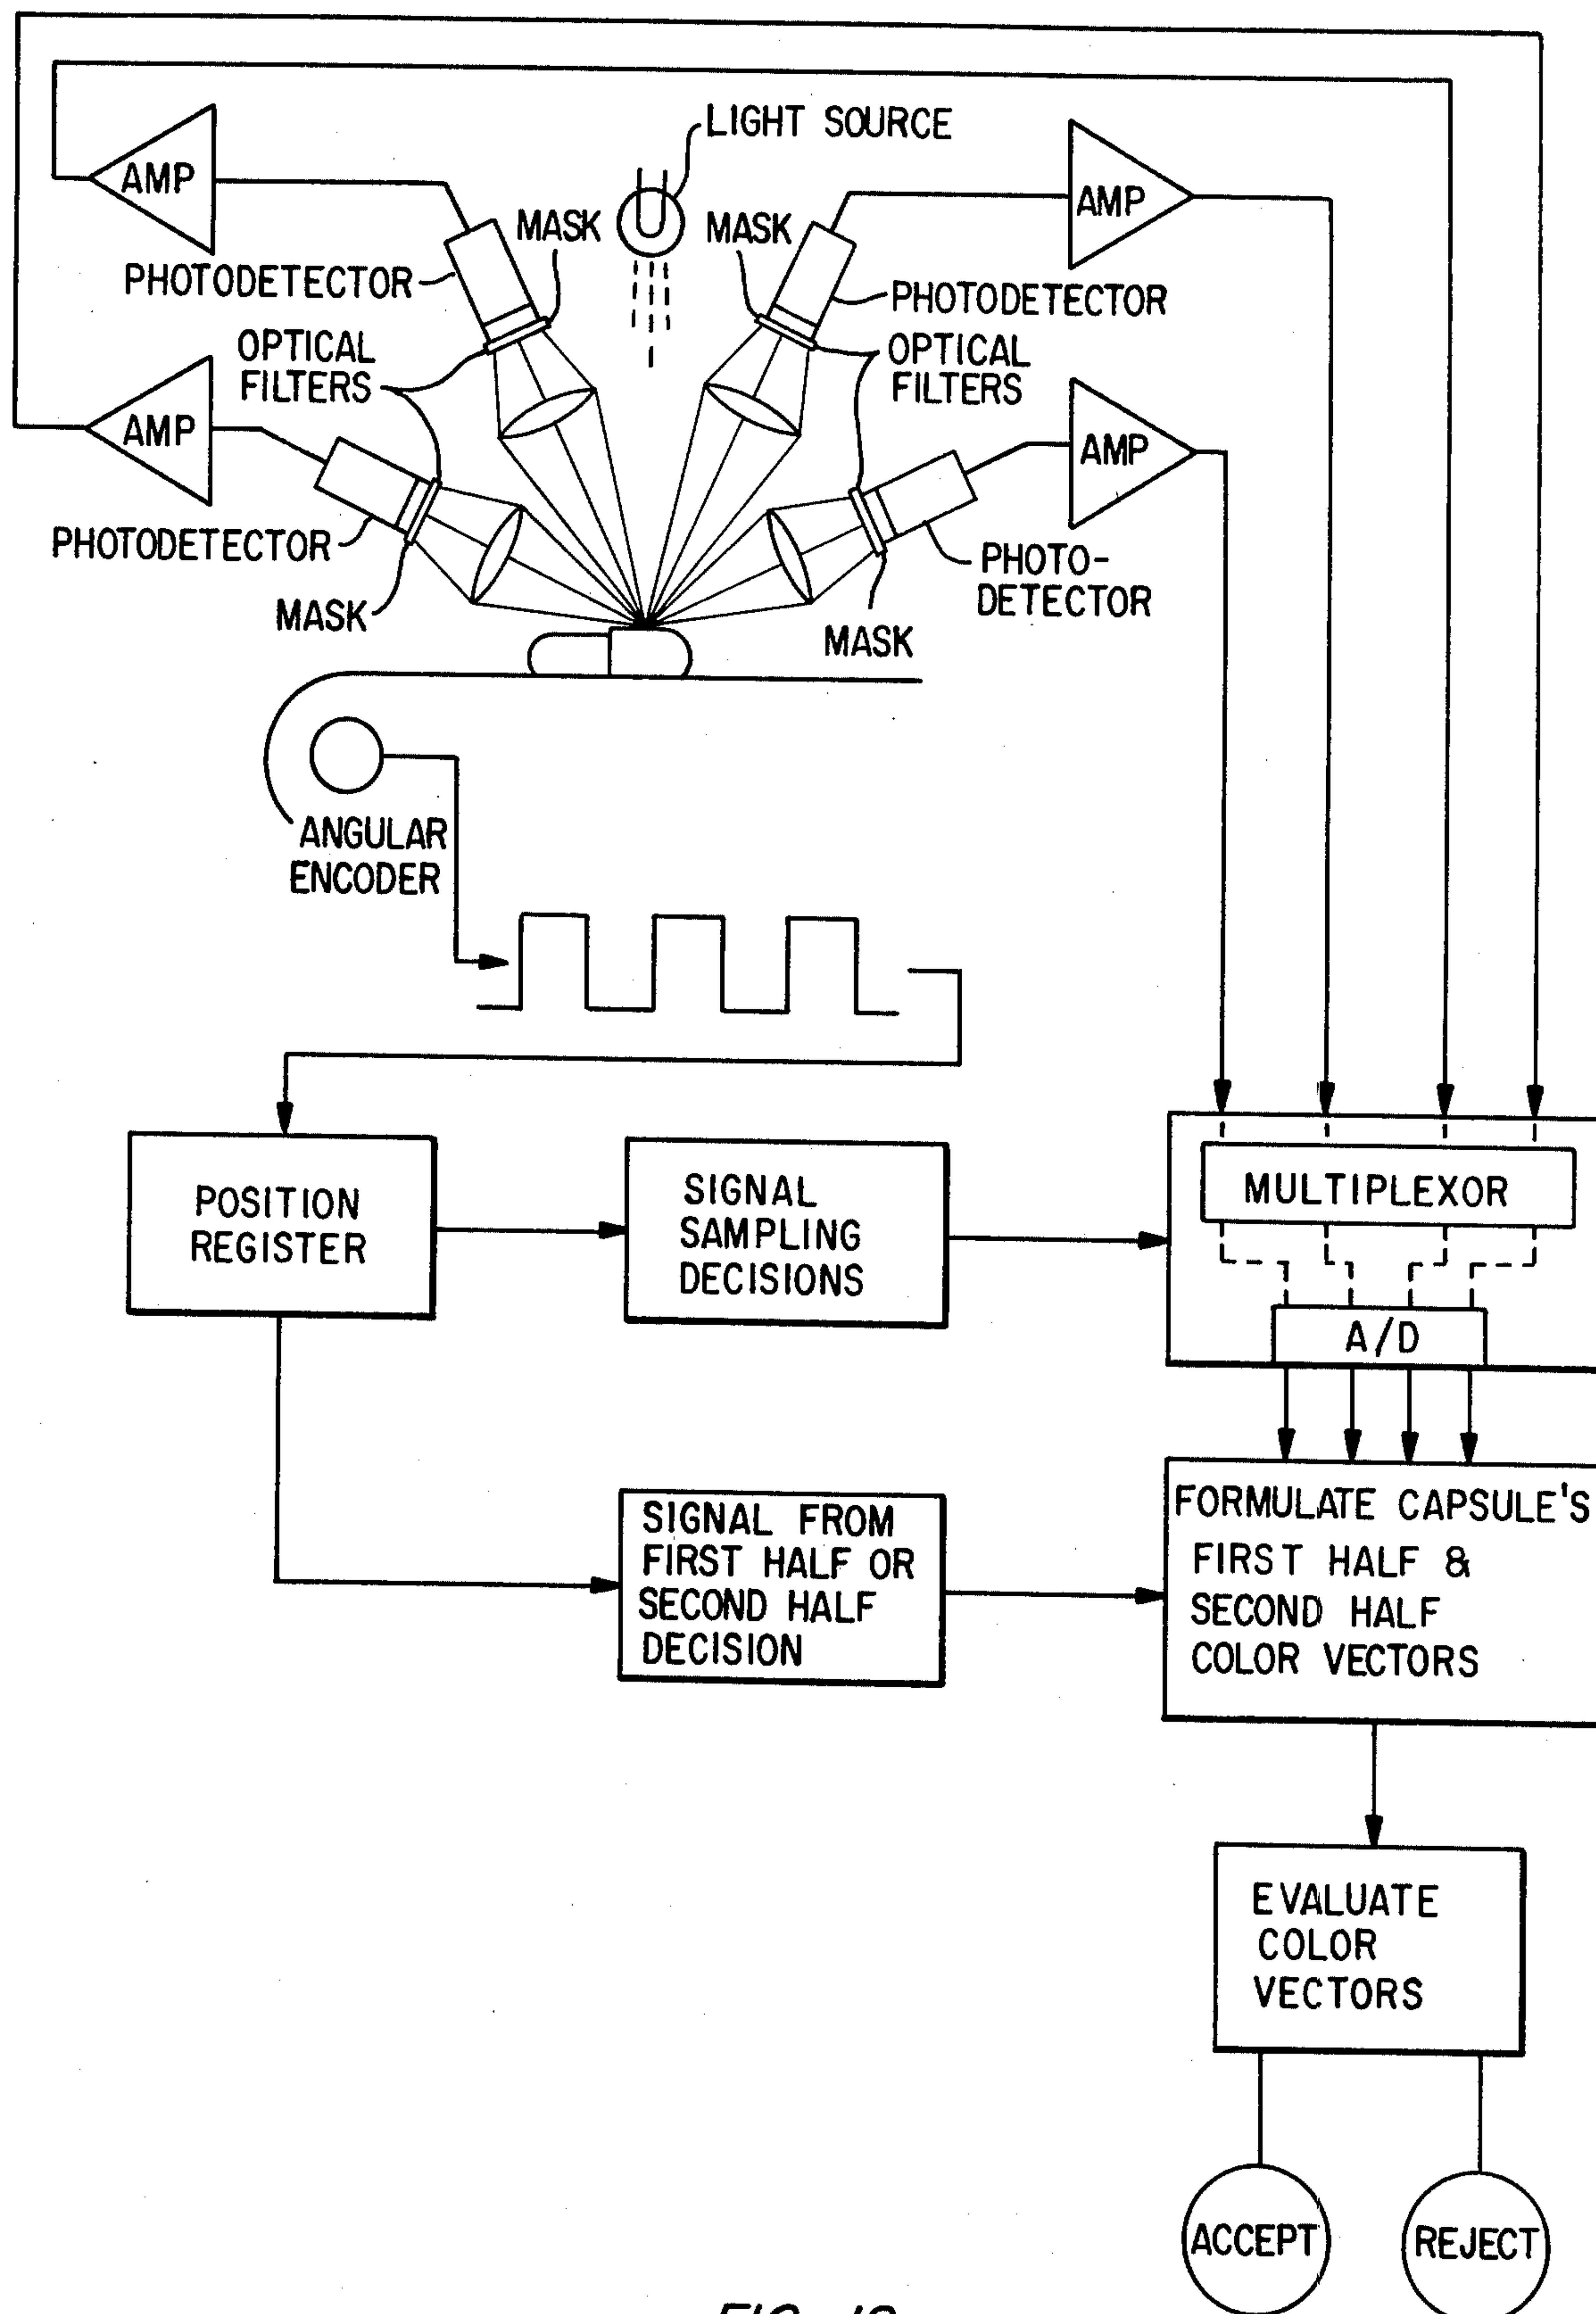 LIGHT SOURCE
AMP
AMP
MASK
MASK
PHOTODETECTOR
PHOTODETECTOR
OPTICAL
FILTERS
OPTICAL
FILTERS
AMP
AMP
PHOTODETECTOR
PHOTO-
DETECTOR
MASK
MASK
ANGULAR
ENCODER
POSITION
REGISTER
SIGNAL
SAMPLING
DECISIONS
MULTIPLEXOR
A/D
SIGNAL FROM
FIRST HALF OR
SECOND HALF
DECISION
FORMULATE CAPSULE'S
FIRST HALF &
SECOND HALF
COLOR VECTORS
EVALUATE
COLOR
VECTORS
ACCEPT
REJECT